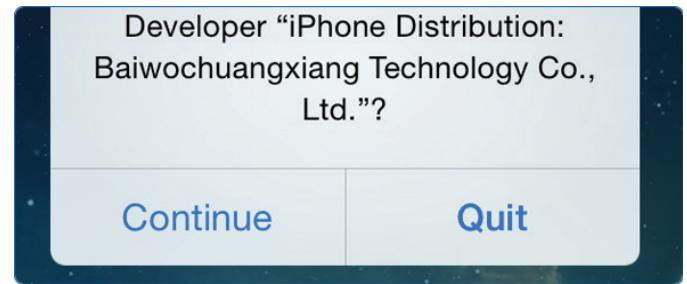 Developer “iPhone Distribution:
Baiwochuangxiang Technology Co.,
Ltd.”?
Continue
Quit